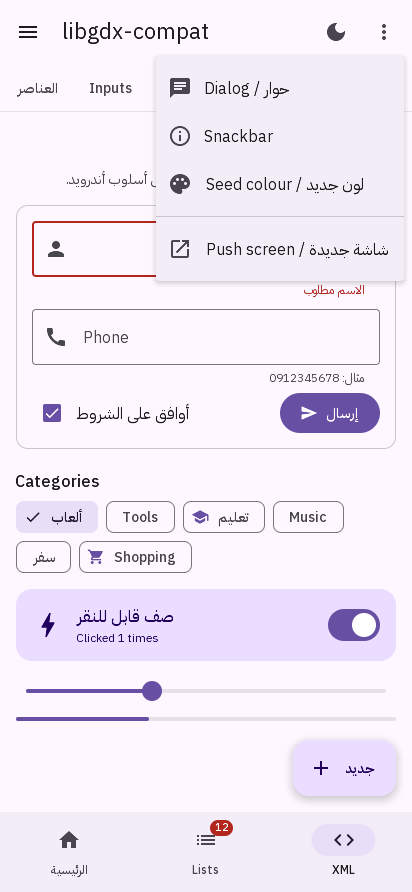 libgdx-compat
العناصر
Inputs
Dialog / حوار
Snackbar
Seed colour / لون جديد
Push screen / شاشة جديدة
أسلوب أندرويد.
الاسم مطلوب
Phone
مثال: 0912345678
أوافق على الشروط
إرسال
Categories
ألعاب
Tools
تعليم
Music
سفر
Shopping
صف قابل للنقر
Clicked 1 times
جديد
12
الرئيسية
Lists
XML